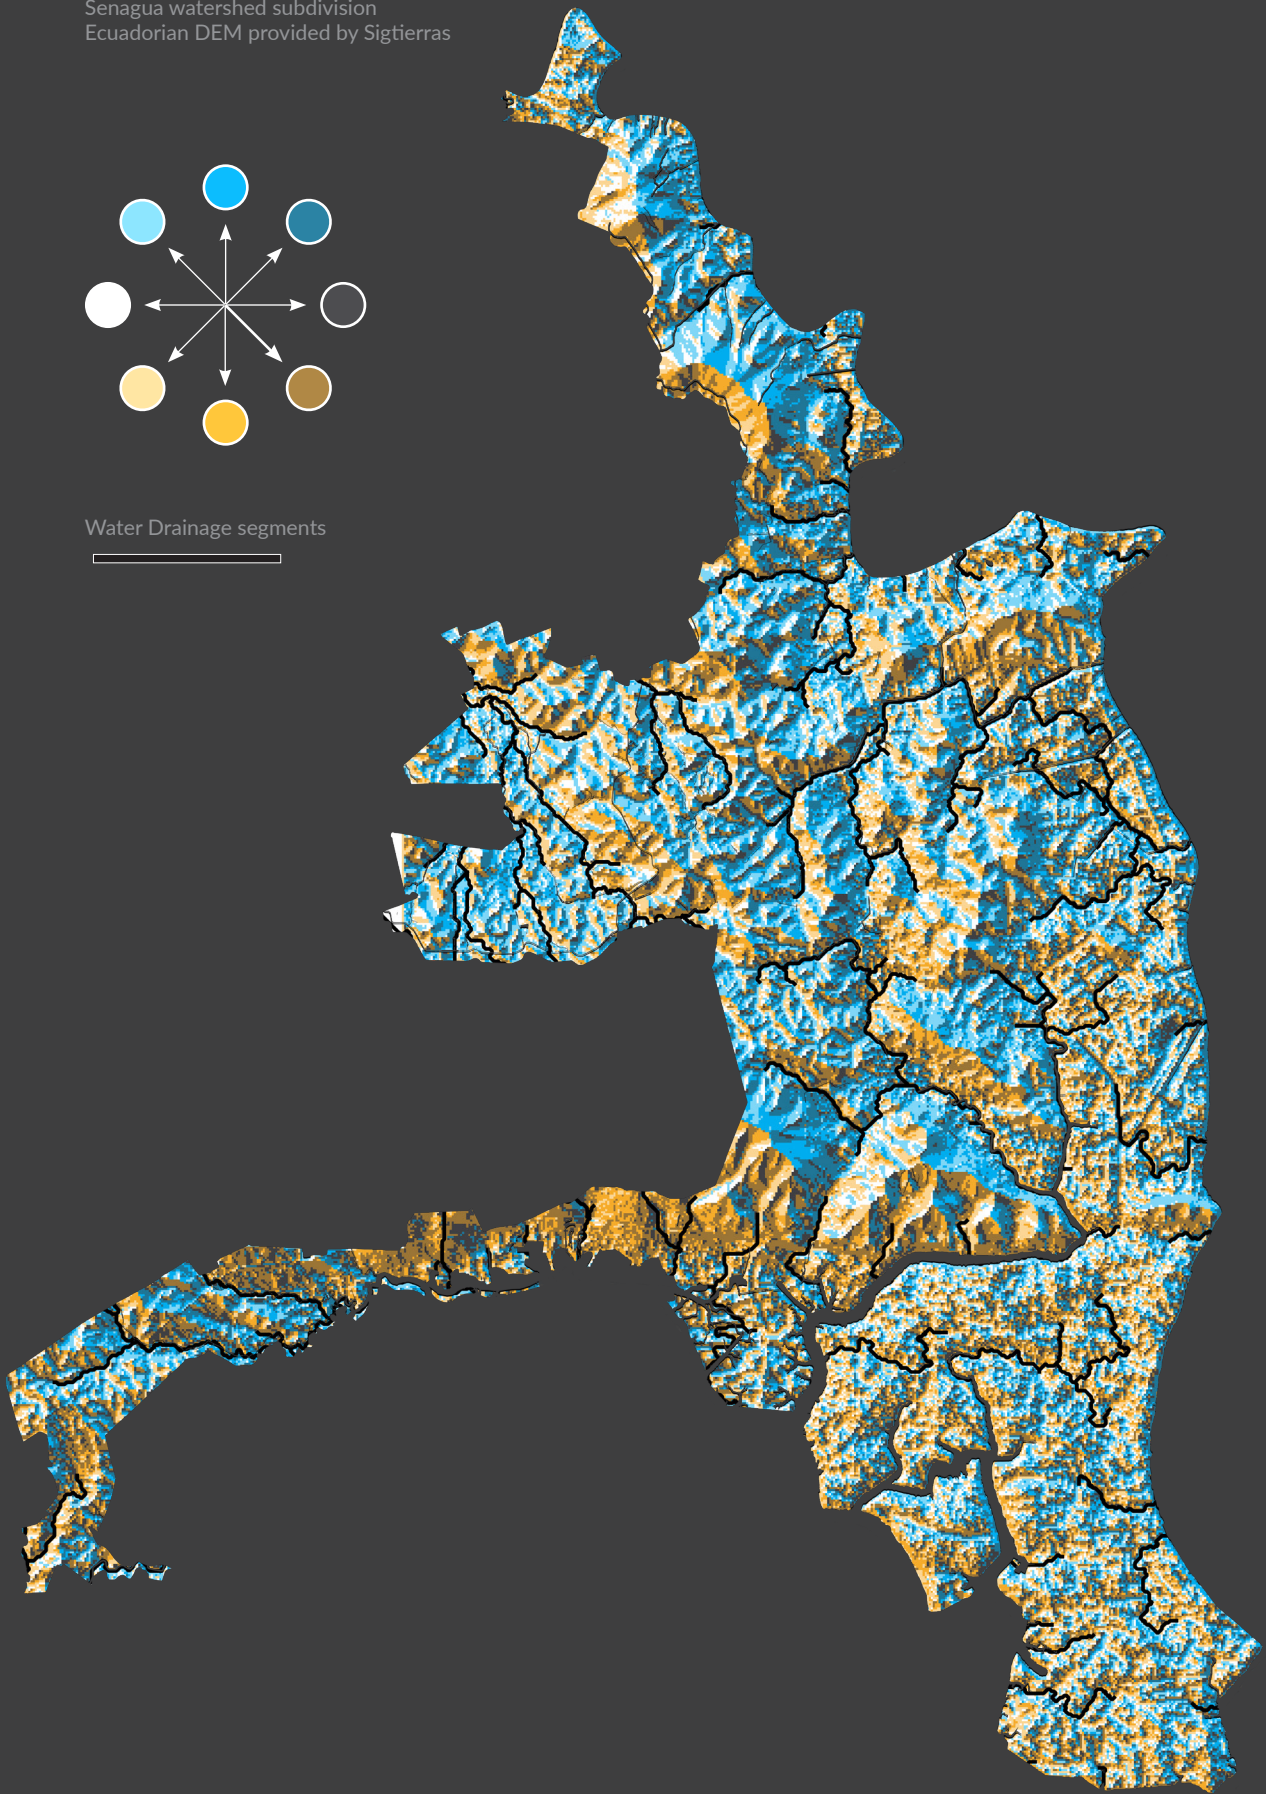 Senagua watershed subdivision
Ecuadorian DEM provided by Sigtierras
Water Drainage segments